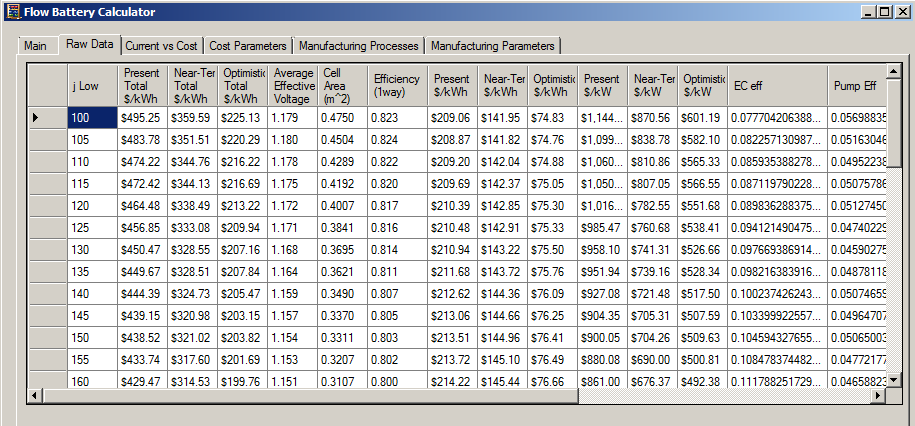 Flow Battery Calculator
Main Raw Data Current vs Cost Cost Parameters Manufacturing Processes Manufacturing Parameters
j Low Present Total $/kWh Near-Ter Total $/kWh Optimistic Total $/kWh Average Effective Voltage Cell Area (m^2) Efficiency (1way) Present $/kWh Near-Ter $/kWh Optimistic $/kWh Present $/kW Near-Ter $/kW Optimistic $/kW EC eff Pump Eff
100 $495.25 $359.59 $225.13 1.179 0.4750 0.823 $209.06 $141.95 $74.83 $1,144... $870.56 $601.19 0.077704206388... 0.05698835
105 $483.78 $351.51 $220.29 1.180 0.4504 0.824 $208.87 $141.82 $74.76 $1,099... $838.78 $582.10 0.082257130987... 0.05163046
110 $474.22 $344.76 $216.22 1.178 0.4289 0.822 $209.20 $142.04 $74.88 $1,060... $810.86 $565.33 0.085935388278... 0.04952238
115 $472.42 $344.13 $216.69 1.175 0.4192 0.820 $209.69 $142.37 $75.05 $1,050... $807.05 $566.55 0.087119790228... 0.05075786
120 $464.48 $338.49 $213.22 1.172 0.4007 0.817 $210.39 $142.85 $75.30 $1,016... $782.55 $551.68 0.089836288375... 0.05127450
125 $456.85 $333.08 $209.94 1.171 0.3841 0.816 $210.48 $142.91 $75.33 $985.47 $760.68 $538.41 0.094121490475... 0.04740229
130 $450.47 $328.55 $207.16 1.168 0.3695 0.814 $210.94 $143.22 $75.50 $958.10 $741.31 $526.66 0.097669386914... 0.04590275
135 $449.67 $328.51 $207.84 1.164 0.3621 0.811 $211.68 $143.72 $75.76 $951.94 $739.16 $528.34 0.098216383916... 0.04878118
140 $444.39 $324.73 $205.47 1.159 0.3490 0.807 $212.62 $144.36 $76.09 $927.08 $721.48 $517.50 0.100237426243... 0.05074655
145 $439.15 $320.98 $203.15 1.157 0.3370 0.805 $213.06 $144.66 $76.25 $904.35 $705.31 $507.59 0.103399922557... 0.04964707
150 $438.52 $321.02 $203.82 1.154 0.3311 0.803 $213.51 $144.96 $76.41 $900.05 $704.26 $509.63 0.104594327655... 0.05065003
155 $433.74 $317.60 $201.69 1.153 0.3207 0.802 $213.72 $145.10 $76.49 $880.08 $690.00 $500.81 0.108478374482... 0.04772177
160 $429.47 $314.53 $199.76 1.151 0.3107 0.800 $214.22 $145.44 $76.66 $861.00 $676.37 $492.38 0.111788251729... 0.04658823